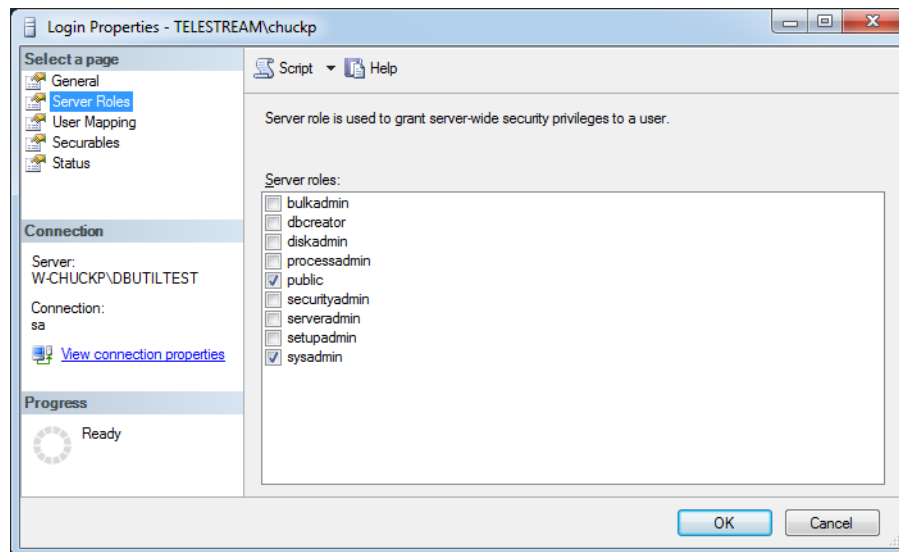 Login Properties - TELESTREAM\chuckp
Select a page
General
Server Roles
User Mapping
Securables
Status
Connection
Server:
W-CHUCKP\DBUTILTEST
Connection:
sa
View connection properties
Progress
Ready
Script
Help
Server role is used to grant server-wide security privileges to a user.
Server roles:
bulkadmin
dbcreator
diskadmin
processadmin
public
securityadmin
serveradmin
setupadmin
sysadmin
OK
Cancel